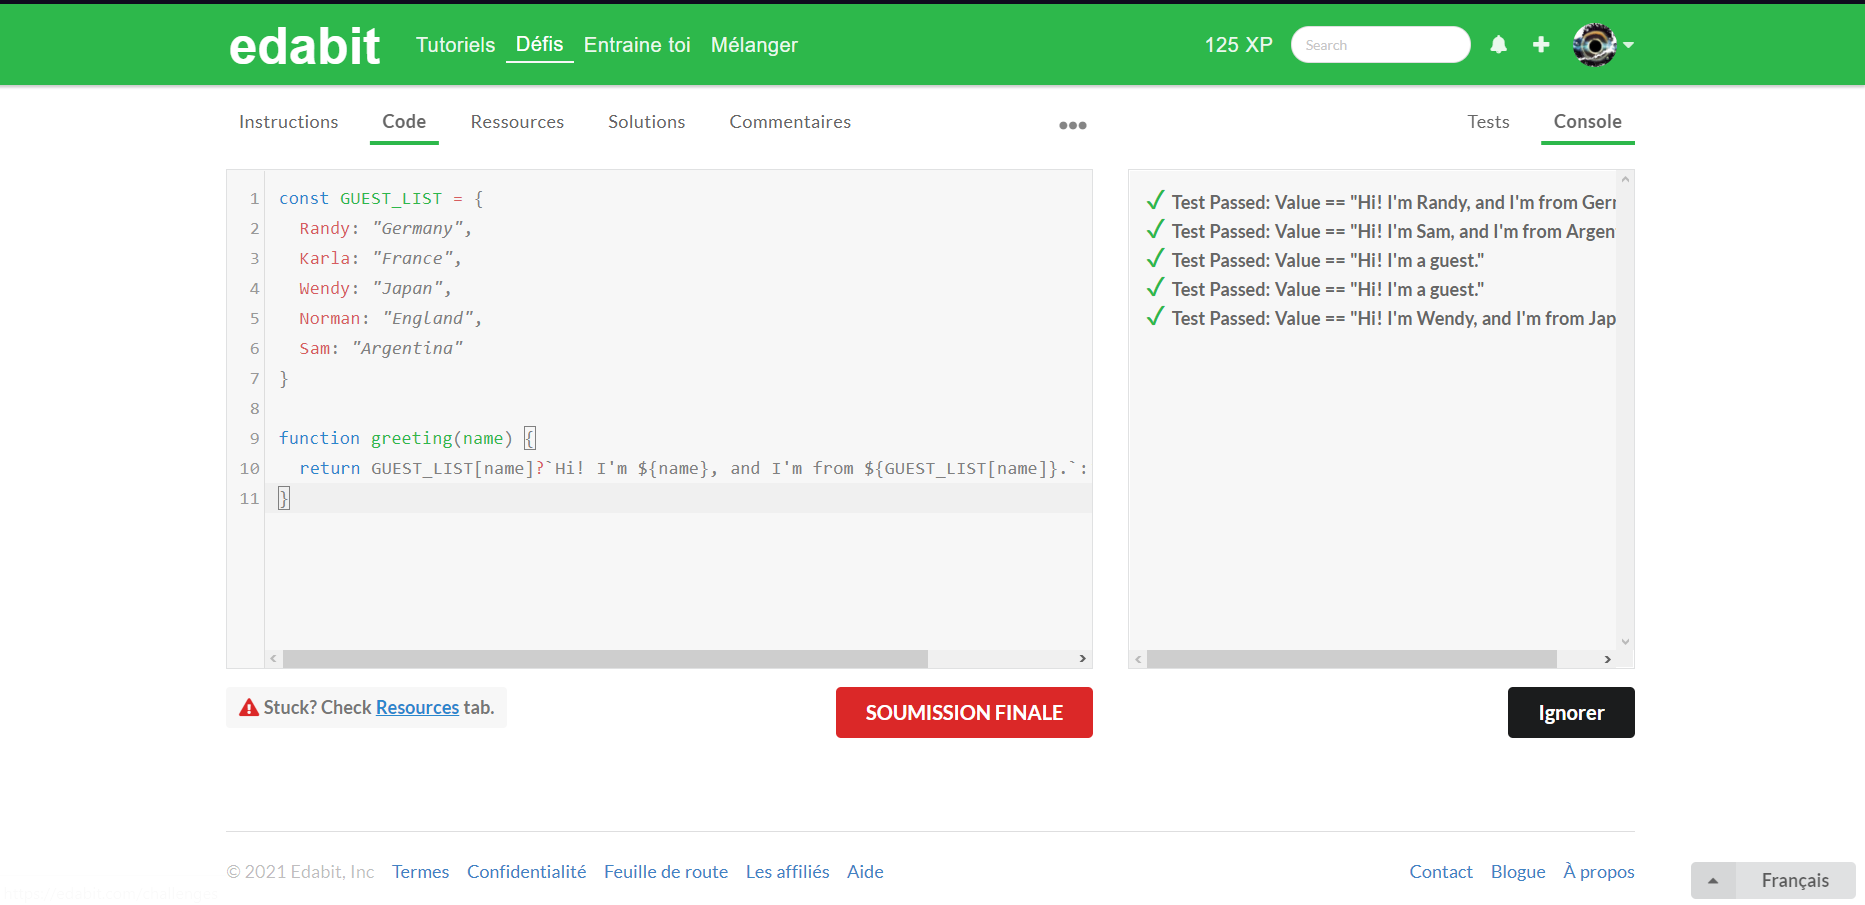 edabit Tutoriels Défis Entraine toi Mélanger 125 XP Search
Instructions Code Ressources Solutions Commentaires Tests Console
1 const GUEST_LIST = {
2 Randy: "Germany",
3 Karla: "France",
4 Wendy: "Japan",
5 Norman: "England",
6 Sam: "Argentina"
7 }
8
9 function greeting(name) {
10 return GUEST_LIST[name]?`Hi! I'm ${name}, and I'm from ${GUEST_LIST[name]}.`:
11 }
✓ Test Passed: Value == "Hi! I'm Randy, and I'm from Ger
✓ Test Passed: Value == "Hi! I'm Sam, and I'm from Argen
✓ Test Passed: Value == "Hi! I'm a guest."
✓ Test Passed: Value == "Hi! I'm a guest."
✓ Test Passed: Value == "Hi! I'm Wendy, and I'm from Jap
Stuck? Check Resources tab.
SOUMISSION FINALE
Ignorer
© 2021 Edabit, Inc Termes Confidentialité Feuille de route Les affiliés Aide Contact Blogue À propos
Français